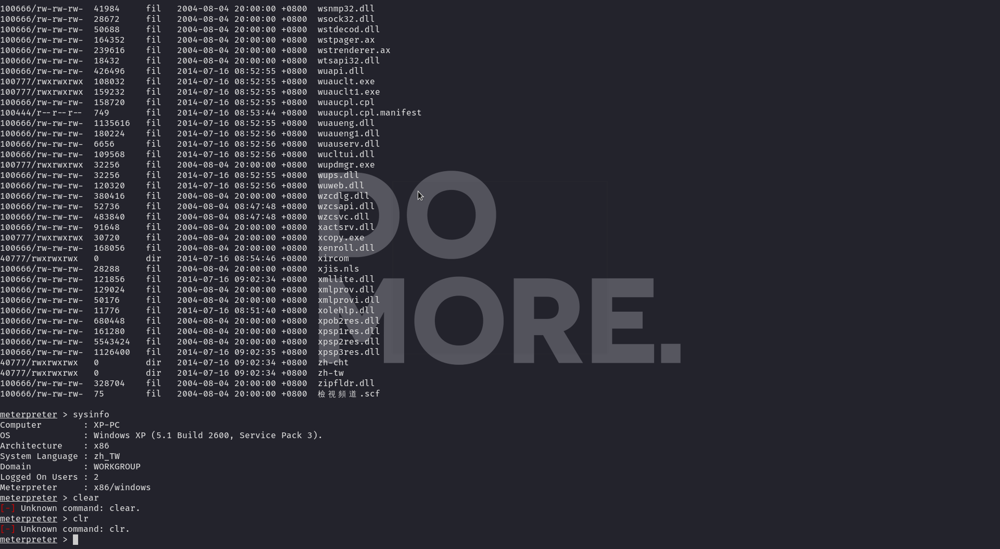 100666/rw-rw-rw-  41984     fil   2004-08-04 20:00:00 +0800  wsnmp32.dll
100666/rw-rw-rw-  28672     fil   2004-08-04 20:00:00 +0800  wsock32.dll
100666/rw-rw-rw-  50688     fil   2004-08-04 20:00:00 +0800  wstdecod.dll
100666/rw-rw-rw-  164352    fil   2004-08-04 20:00:00 +0800  wstpager.ax
100666/rw-rw-rw-  239616    fil   2004-08-04 20:00:00 +0800  wstrenderer.ax
100666/rw-rw-rw-  18432     fil   2004-08-04 20:00:00 +0800  wtsapi32.dll
100666/rw-rw-rw-  426496    fil   2014-07-16 08:52:55 +0800  wuapi.dll
100777/rwxrwxrwx  108032    fil   2014-07-16 08:52:55 +0800  wuauclt.exe
100777/rwxrwxrwx  159232    fil   2014-07-16 08:52:55 +0800  wuauclt1.exe
100666/rw-rw-rw-  158720    fil   2014-07-16 08:52:55 +0800  wuaucpl.cpl
100444/r--r--r--  749       fil   2014-07-16 08:53:44 +0800  wuaucpl.cpl.manifest
100666/rw-rw-rw-  1135616   fil   2014-07-16 08:52:55 +0800  wuaueng.dll
100666/rw-rw-rw-  180224    fil   2014-07-16 08:52:56 +0800  wuaueng1.dll
100666/rw-rw-rw-  6656      fil   2014-07-16 08:52:56 +0800  wuauserv.dll
100666/rw-rw-rw-  109568    fil   2014-07-16 08:52:56 +0800  wucltui.dll
100777/rwxrwxrwx  32256     fil   2004-08-04 20:00:00 +0800  wupdmgr.exe
100666/rw-rw-rw-  32256     fil   2014-07-16 08:52:55 +0800  wups.dll
100666/rw-rw-rw-  120320    fil   2014-07-16 08:52:56 +0800  wuweb.dll
100666/rw-rw-rw-  380416    fil   2004-08-04 20:00:00 +0800  wzcdlg.dll
100666/rw-rw-rw-  52736     fil   2004-08-04 08:47:48 +0800  wzcsapi.dll
100666/rw-rw-rw-  483840    fil   2004-08-04 08:47:48 +0800  wzcsvc.dll
100666/rw-rw-rw-  91648     fil   2004-08-04 20:00:00 +0800  xactsrv.dll
100777/rwxrwxrwx  30720     fil   2004-08-04 20:00:00 +0800  xcopy.exe
100666/rw-rw-rw-  168056    fil   2004-08-04 20:00:00 +0800  xenroll.dll
40777/rwxrwxrwx   0         dir   2014-07-16 08:54:46 +0800  xircom
100666/rw-rw-rw-  28288     fil   2004-08-04 20:00:00 +0800  xjis.nls
100666/rw-rw-rw-  121856    fil   2014-07-16 09:02:34 +0800  xmllite.dll
100666/rw-rw-rw-  129024    fil   2004-08-04 20:00:00 +0800  xmlprov.dll
100666/rw-rw-rw-  50176     fil   2004-08-04 20:00:00 +0800  xmlprovi.dll
100666/rw-rw-rw-  11776     fil   2014-07-16 08:51:40 +0800  xolehlp.dll
100666/rw-rw-rw-  680448    fil   2004-08-04 20:00:00 +0800  xpob2res.dll
100666/rw-rw-rw-  161280    fil   2004-08-04 20:00:00 +0800  xpsp1res.dll
100666/rw-rw-rw-  5543424   fil   2004-08-04 20:00:00 +0800  xpsp2res.dll
100666/rw-rw-rw-  1126400   fil   2014-07-16 09:02:35 +0800  xpsp3res.dll
40777/rwxrwxrwx   0         dir   2014-07-16 09:02:34 +0800  zh-cht
40777/rwxrwxrwx   0         dir   2014-07-16 09:02:34 +0800  zh-tw
100666/rw-rw-rw-  328704    fil   2004-08-04 20:00:00 +0800  zipfldr.dll
100666/rw-rw-rw-  75        fil   2004-08-04 20:00:00 +0800  檢視頻道.scf
meterpreter > sysinfo
Computer        : XP-PC
OS              : Windows XP (5.1 Build 2600, Service Pack 3).
Architecture    : x86
System Language : zh_TW
Domain          : WORKGROUP
Logged On Users : 2
Meterpreter     : x86/windows
meterpreter > clear
[-] Unknown command: clear.
meterpreter > clr
[-] Unknown command: clr.
meterpreter >
DO
MORE.